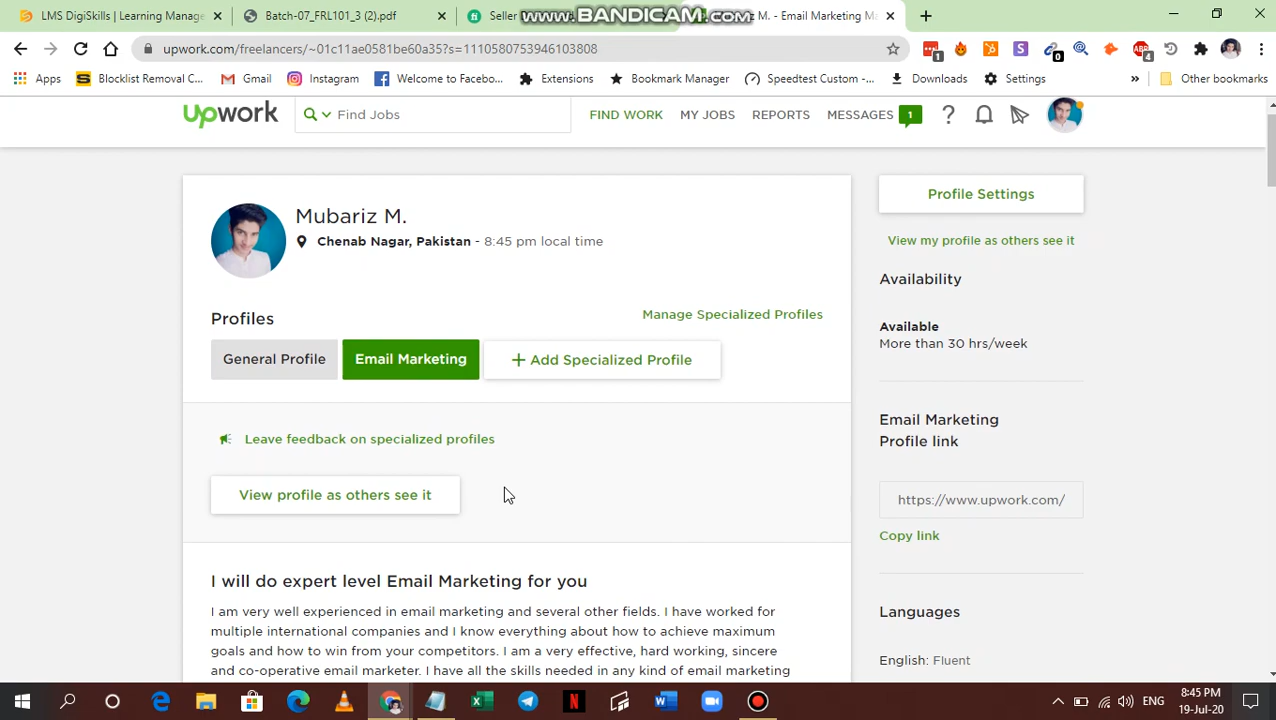 LMS DigiSkills | Learning Manage
Batch-07_FRL101_3 (2).pdf
Seller
www.BANDICAM.com
M. - Email Marketing M
upwork.com/freelancers/~01c11ae0581be60a35?s=1110580753946103808
1
0
4
Apps
Blocklist Removal C...
Gmail
Instagram
Welcome to Facebo...
Extensions
Bookmark Manager
Speedtest Custom -...
Downloads
Settings
»
Other bookmarks
upwork
Find Jobs
FIND WORK
MY JOBS
REPORTS
MESSAGES
1
?
Mubariz M.
Chenab Nagar, Pakistan - 8:45 pm local time
Profiles
Manage Specialized Profiles
General Profile
Email Marketing
+ Add Specialized Profile
Leave feedback on specialized profiles
View profile as others see it
I will do expert level Email Marketing for you
I am very well experienced in email marketing and several other fields. I have worked for
multiple international companies and I know everything about how to achieve maximum
goals and how to win from your competitors. I am a very effective, hard working, sincere
and co-operative email marketer. I have all the skills needed in any kind of email marketing
Profile Settings
View my profile as others see it
Availability
Available
More than 30 hrs/week
Email Marketing
Profile link
https://www.upwork.com/
Copy link
Languages
English: Fluent
ENG
8:45 PM
19-Jul-20